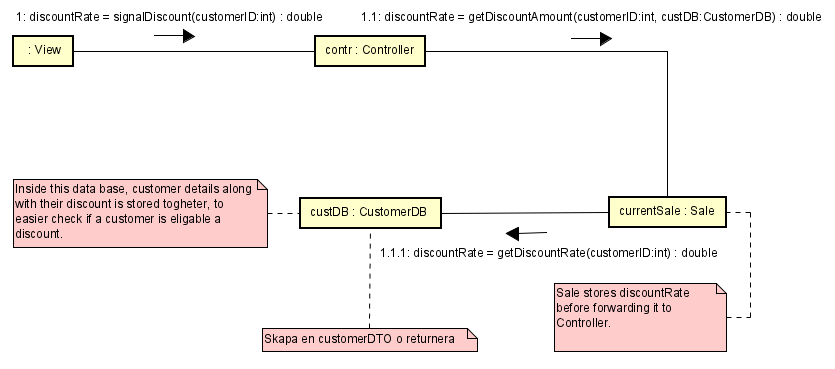 1: discountRate = signalDiscount(customerID:int) : double
1.1: discountRate = getDiscountAmount(customerID:int, custDB:CustomerDB) : double
: View
contr : Controller
Inside this data base, customer details along
with their discount is stored togheter, to
easier check if a customer is eligable a
discount.
custDB : CustomerDB
currentSale : Sale
1.1.1: discountRate = getDiscountRate(customerID:int) : double
Sale stores discountRate
before forwarding it to
Controller.
Skapa en customerDTO o returnera